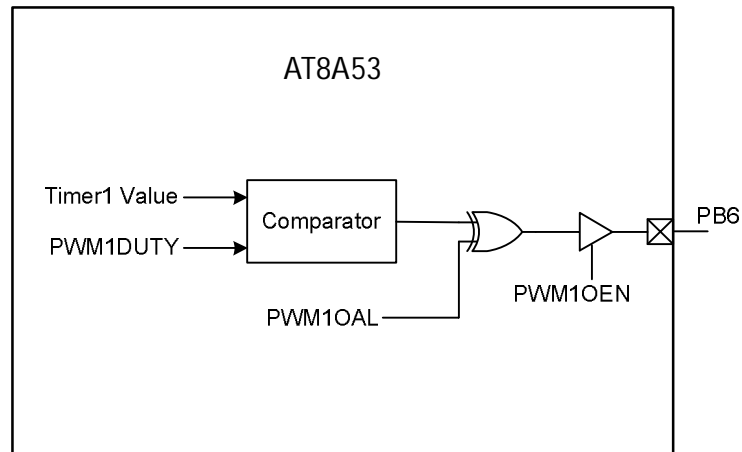 AT8A53
Timer1 Value
Comparator
PWM1DUTY
PB6
PWM1OEN
PWM1OAL